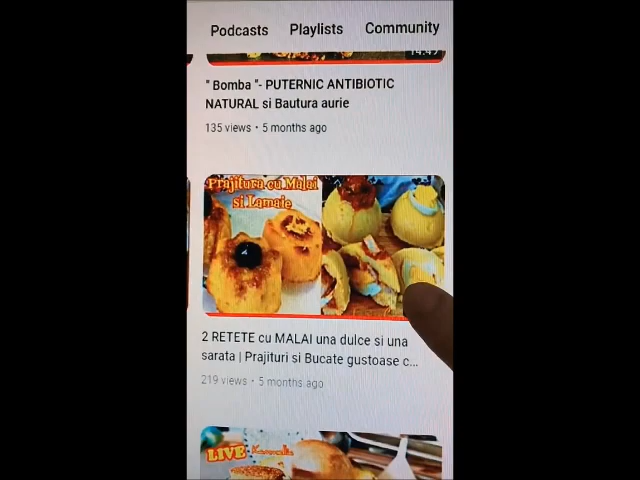 Podcasts Playlists Community
14:47
" Bomba "- PUTERNIC ANTIBIOTIC
NATURAL si Bautura aurie
135 views • 5 months ago
Prajitura cu Malai
si Lamaie
2 RETETE cu MALAI una dulce si una
sarata | Prajituri si Bucate gustoase c...
219 views • 5 months ago
LIVE